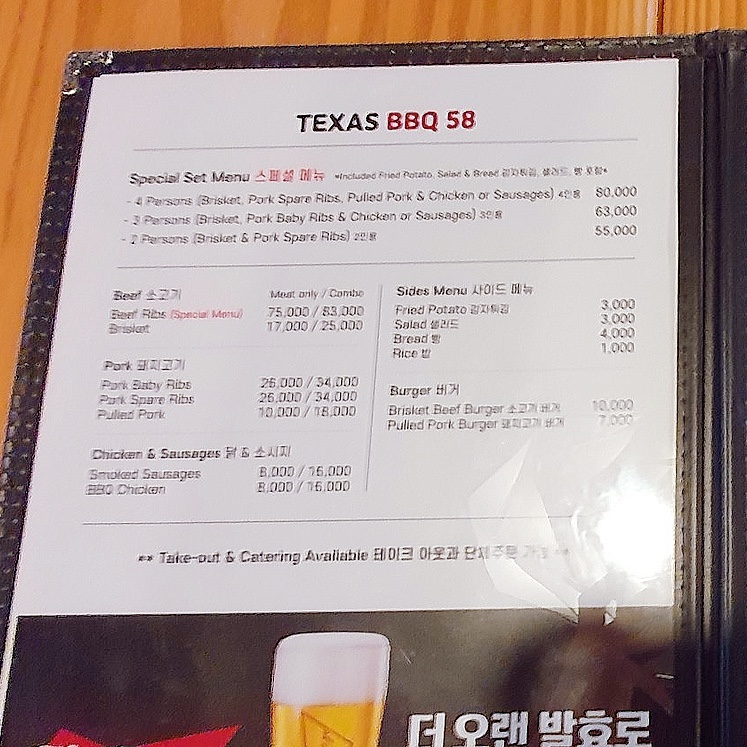 TEXAS BBQ 58
Special Set Menu 스페셜 메뉴 *Included Fried Potato, Salad & Bread 감자튀김, 샐러드, 빵 포함*
- 4 Persons (Brisket, Pork Spare Ribs, Pulled Pork & Chicken or Sausages) 4인용 80,000
- 3 Persons (Brisket, Pork Baby Ribs & Chicken or Sausages) 3인용 63,000
- 2 Persons (Brisket & Pork Spare Ribs) 2인용 55,000
Beef 소고기 Meat only / Combo
Beef Ribs (Special Menu) 75,000 / 83,000
Brisket 17,000 / 25,000
Pork 돼지고기
Pork Baby Ribs 26,000 / 34,000
Pork Spare Ribs 26,000 / 34,000
Pulled Pork 10,000 / 18,000
Chicken & Sausages 닭 & 소시지
Smoked Sausages 8,000 / 16,000
BBQ Chicken 8,000 / 16,000
Sides Menu 사이드 메뉴
Fried Potato 감자튀김 3,000
Salad 샐러드 3,000
Bread 빵 4,000
Rice 밥 1,000
Burger 버거
Brisket Beef Burger 소고기 버거 10,000
Pulled Pork Burger 돼지고기 버거 7,000
** Take-out & Catering Available 테이크 아웃과 단체주문 가능 **
더 오랜 발효로